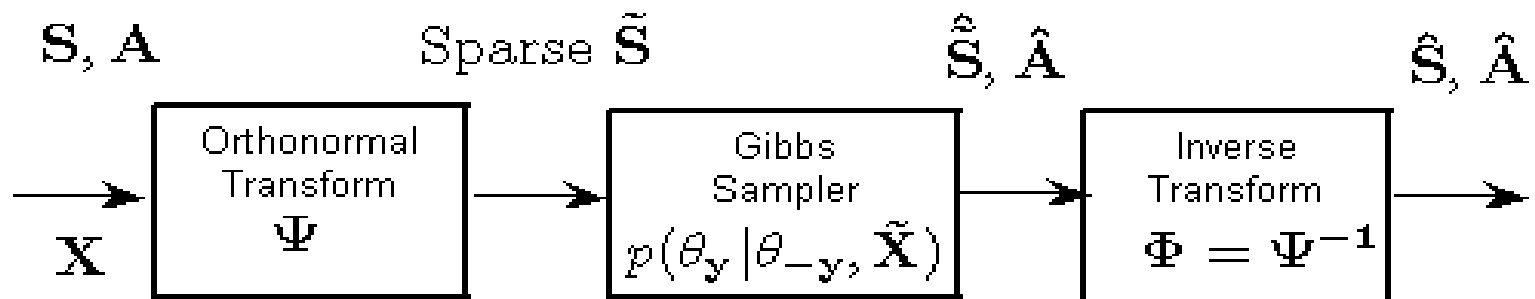 S, A
Sparse S̃
S̃̂, Â
Ŝ, Â
X
Orthonormal
Transform
Ψ
Gibbs
Sampler
p(θ_y|θ_−y, X̃)
Inverse
Transform
Φ = Ψ⁻¹